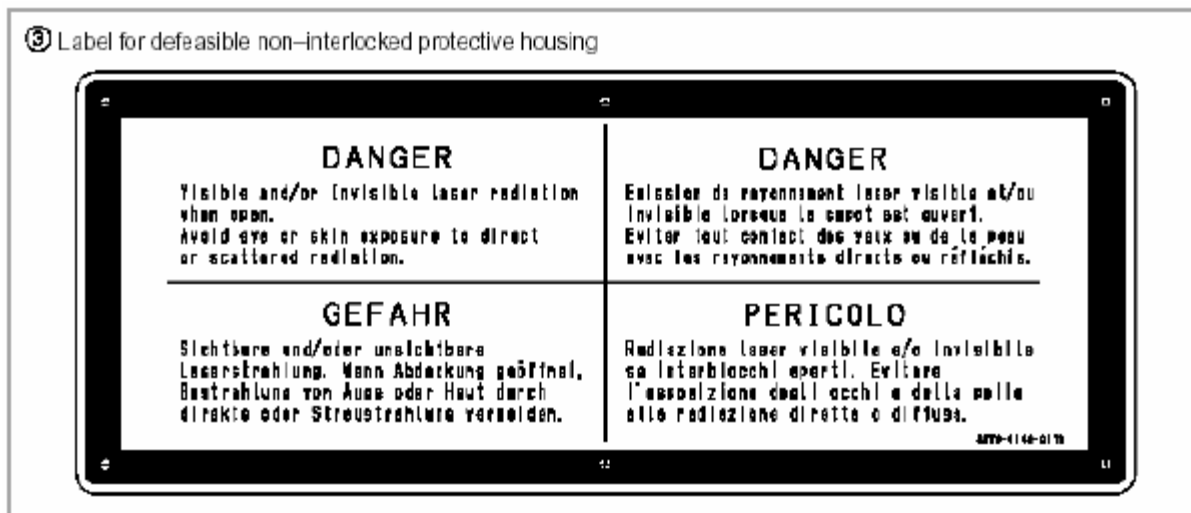 ③ Label for defeasible non-interlocked protective housing
DANGER
Visible and/or invisible laser radiation
when open.
Avoid eye or skin exposure to direct
or scattered radiation.
DANGER
Emission de rayonnement laser visible et/ou
invisible lorsque le capot est ouvert.
Eviter tout contact des yeux ou de la peau
avec les rayonnements directs ou réfléchis.
GEFAHR
Sichtbare und/oder unsichtbare
Laserstrahlung. Wenn Abdeckung geöffnet,
Bestrahlung von Auge oder Haut durch
direkte oder Streustrahlung vermeiden.
PERICOLO
Radiazione laser visibile e/o invisibile
se interblocchi aperti. Evitare
l'esposizione degli occhi e della pelle
alla radiazione diretta o diffusa.